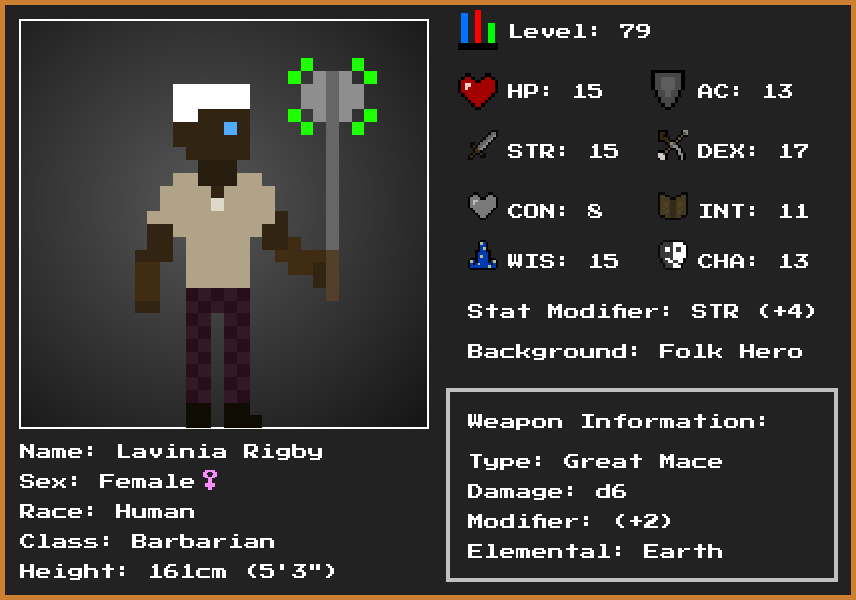 Level: 79
HP: 15
AC: 13
STR: 15
DEX: 17
CON: 8
INT: 11
WIS: 15
CHA: 13
Stat Modifier: STR (+4)
Background: Folk Hero
Weapon Information:
Type: Great Mace
Damage: d6
Modifier: (+2)
Elemental: Earth
Name: Lavinia Rigby
Sex: Female♀
Race: Human
Class: Barbarian
Height: 161cm (5'3")